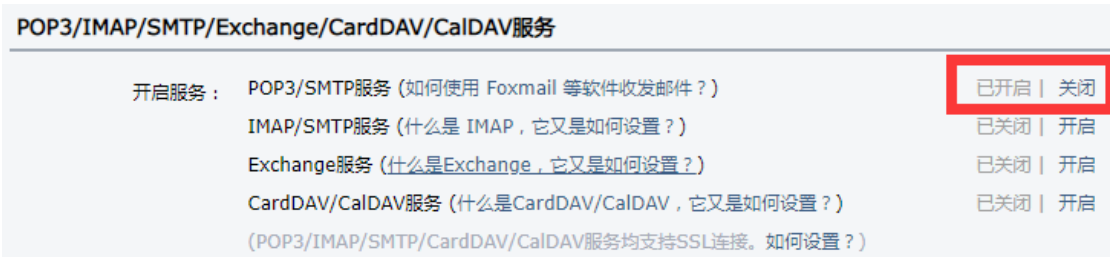 POP3/IMAP/SMTP/Exchange/CardDAV/CalDAV服务
开启服务： POP3/SMTP服务 (如何使用 Foxmail 等软件收发邮件？) 已开启 | 关闭
IMAP/SMTP服务 (什么是 IMAP，它又是如何设置？) 已关闭 | 开启
Exchange服务 (什么是Exchange，它又是如何设置？) 已关闭 | 开启
CardDAV/CalDAV服务 (什么是CardDAV/CalDAV，它又是如何设置？) 已关闭 | 开启
(POP3/IMAP/SMTP/CardDAV/CalDAV服务均支持SSL连接。如何设置？)